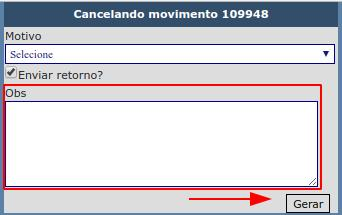 Cancelando movimento 109948
Motivo
Selecione
Enviar retorno?
Obs
Gerar